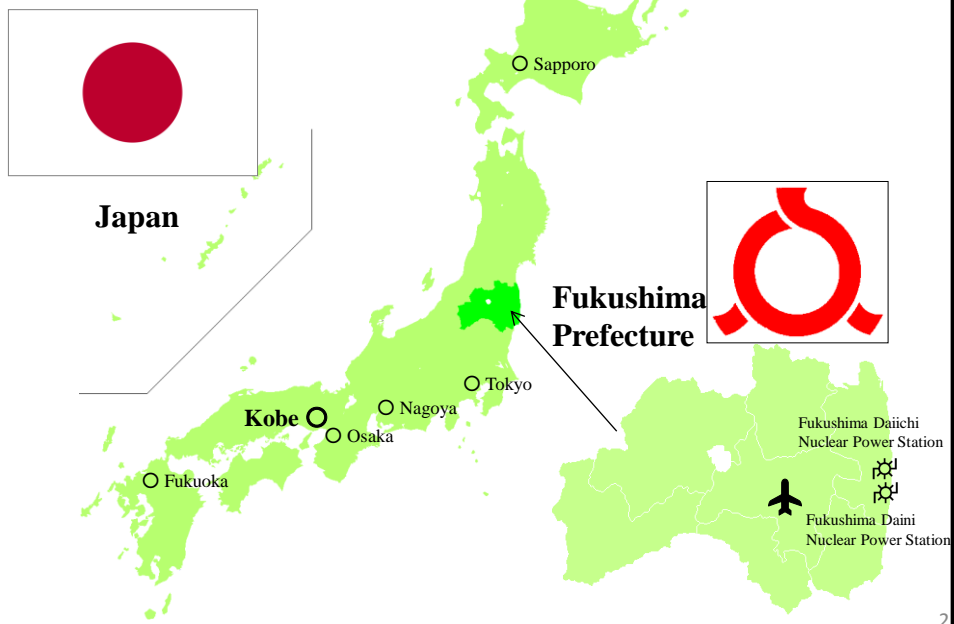 Sapporo
Japan
Fukushima
Prefecture
Tokyo
Nagoya
Kobe
Osaka
Fukuoka
Fukushima Daiichi
Nuclear Power Station
Fukushima Daini
Nuclear Power Station
2